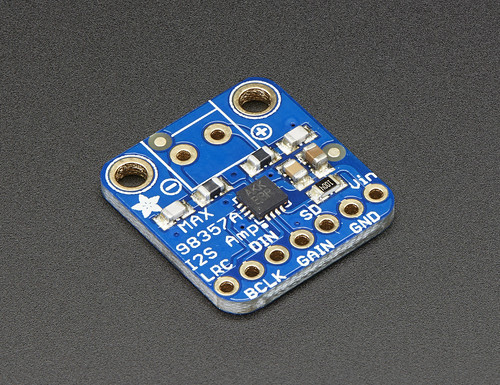 +
-
MAX
98357A
I2S Amp
LRC
BCLK
DIN
GAIN
SD
GND
Vin